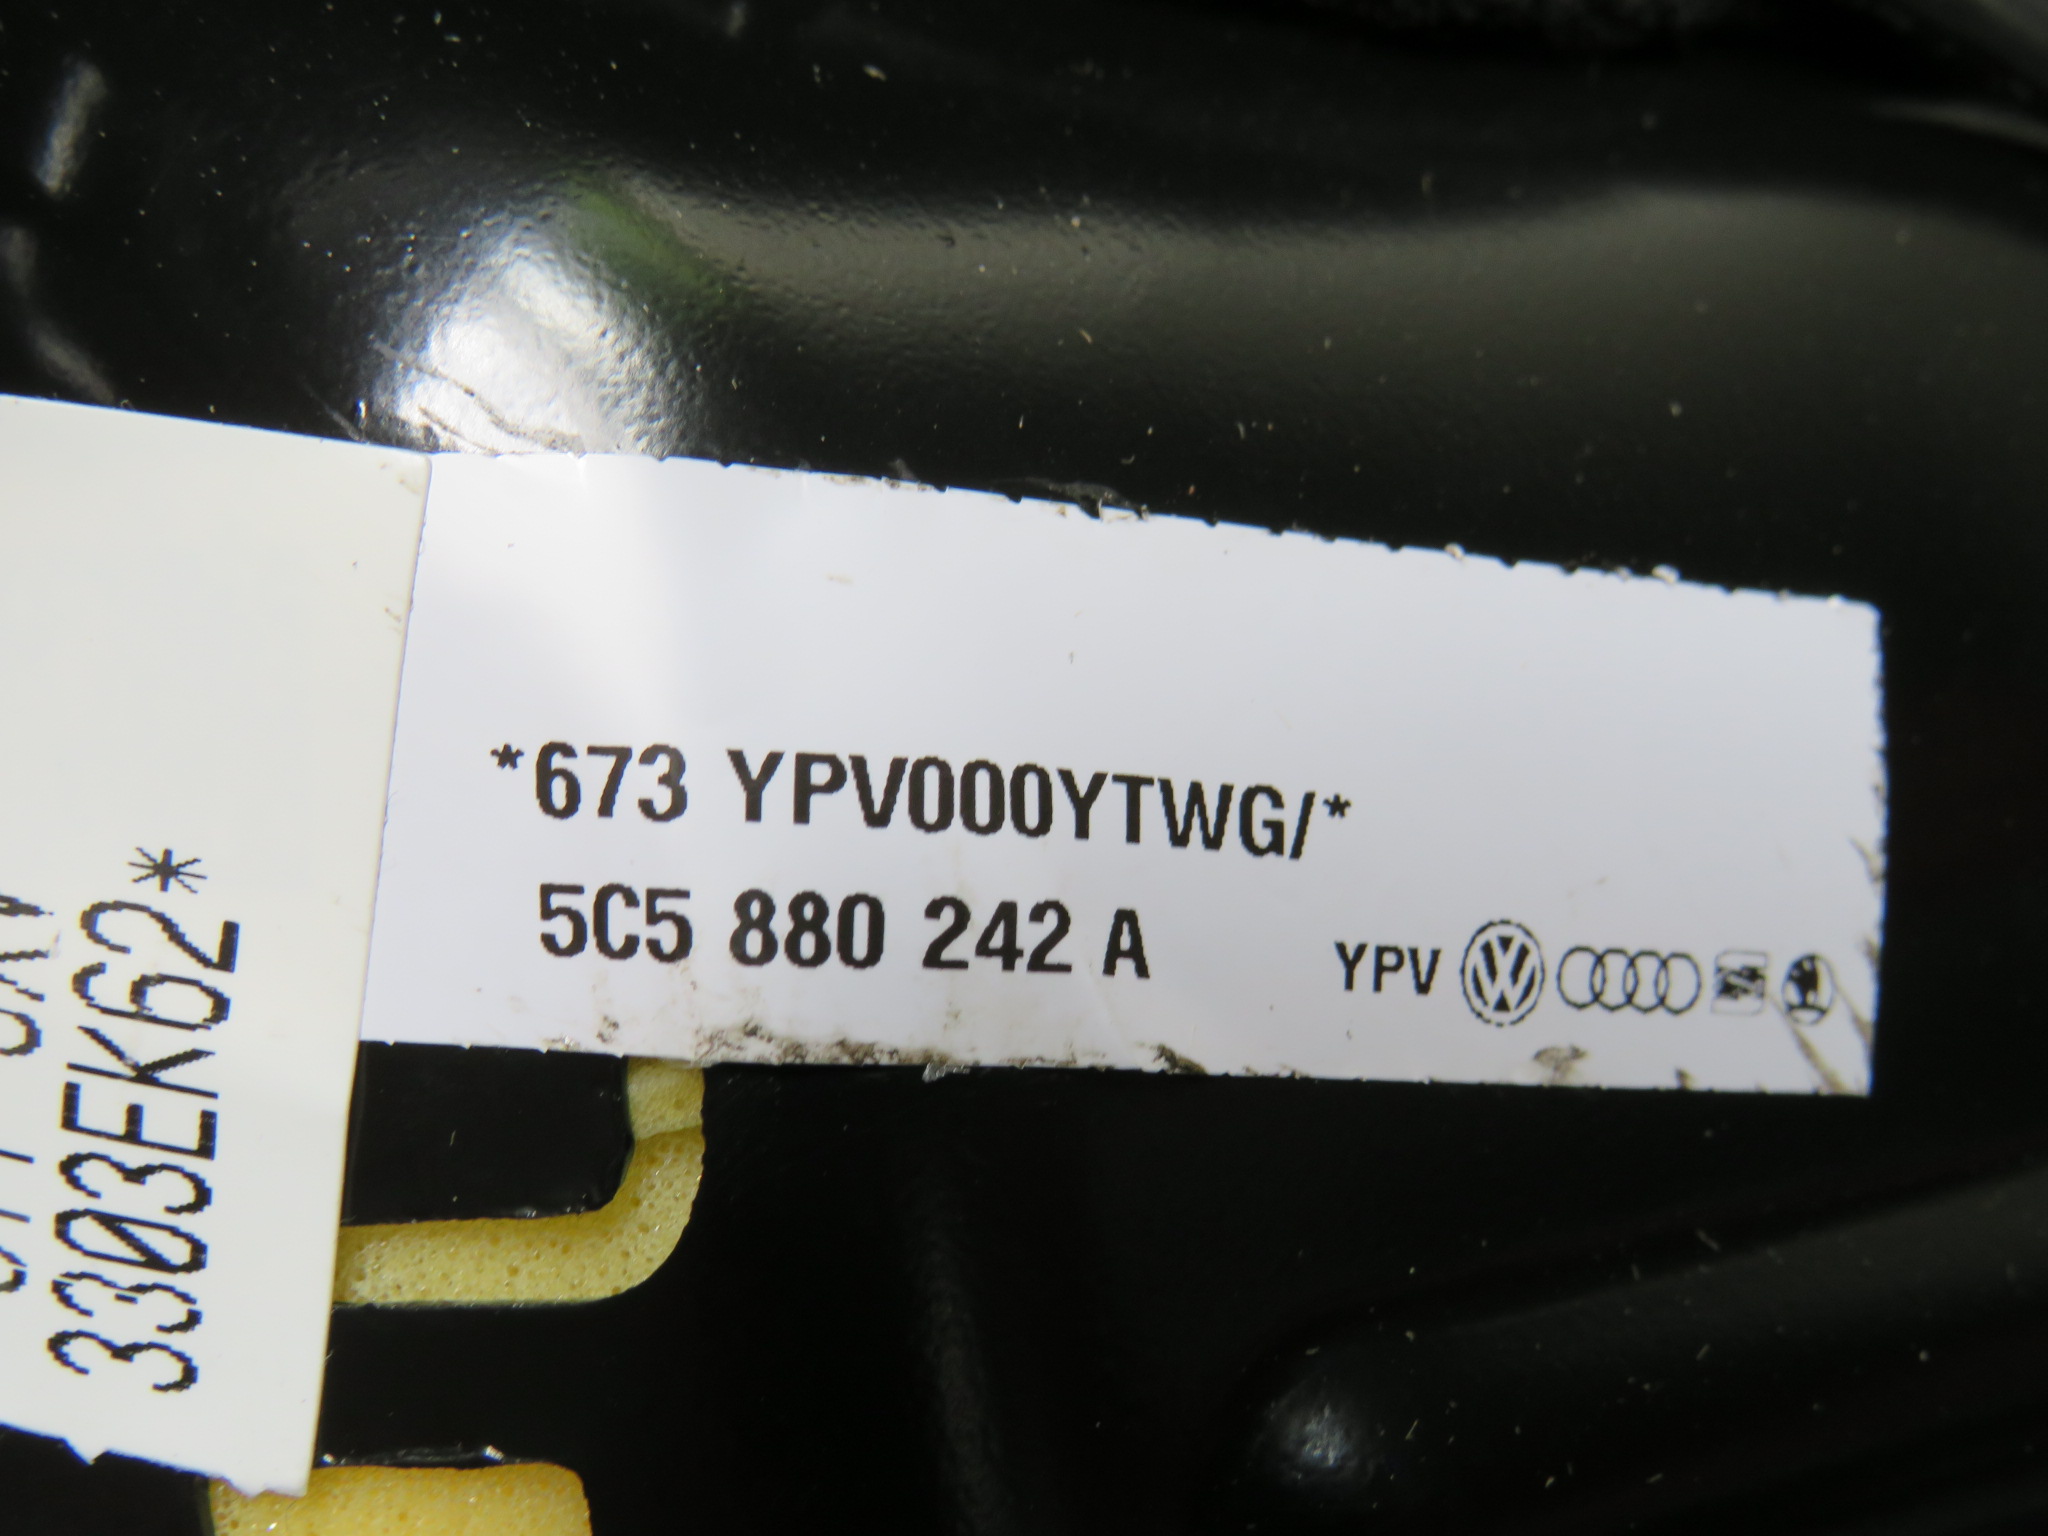 *673 YPV000YTWG/*
5C5 880 242 A
YPV
3303EK62*